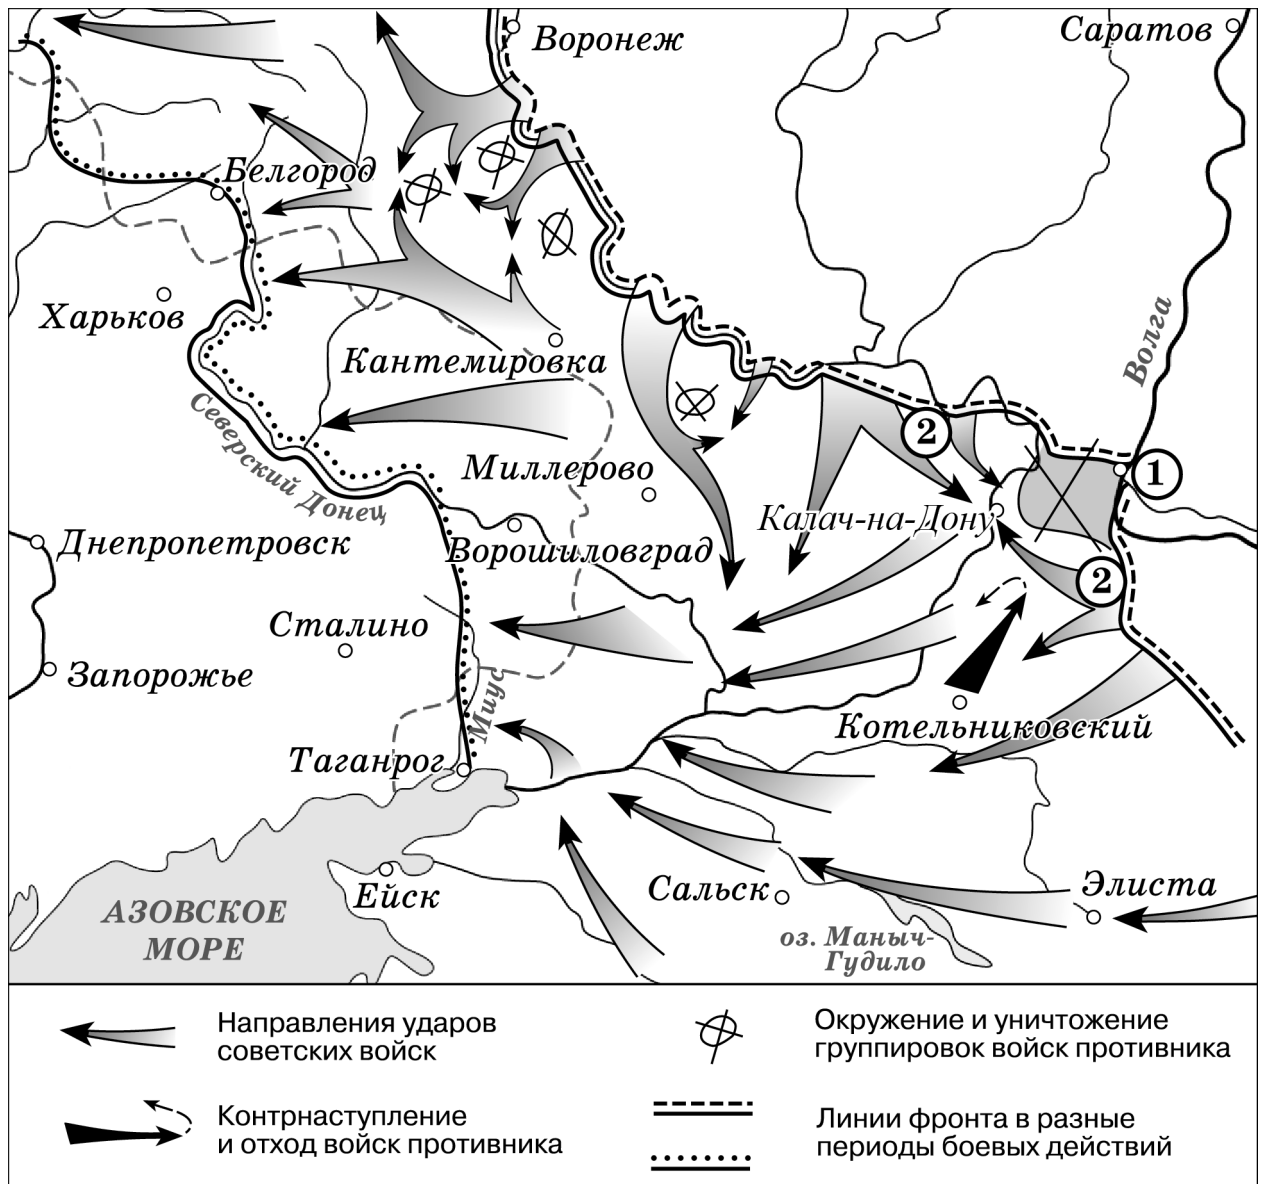 Воронеж
Саратов
Белгород
Харьков
Волга
Кантемировка
2
Северский Донец
Миллерово
1
Калач-на-Дону
Днепропетровск
Ворошиловград
2
Сталино
Запорожье
Миус
Котельниковский
Таганрог
Ейск
Сальск
Элиста
АЗОВСКОЕ
МОРЕ
оз. Маныч-
Гудило
Направления ударов
советских войск
Окружение и уничтожение
группировок войск противника
Контрнаступление
и отход войск противника
Линии фронта в разные
периоды боевых действий